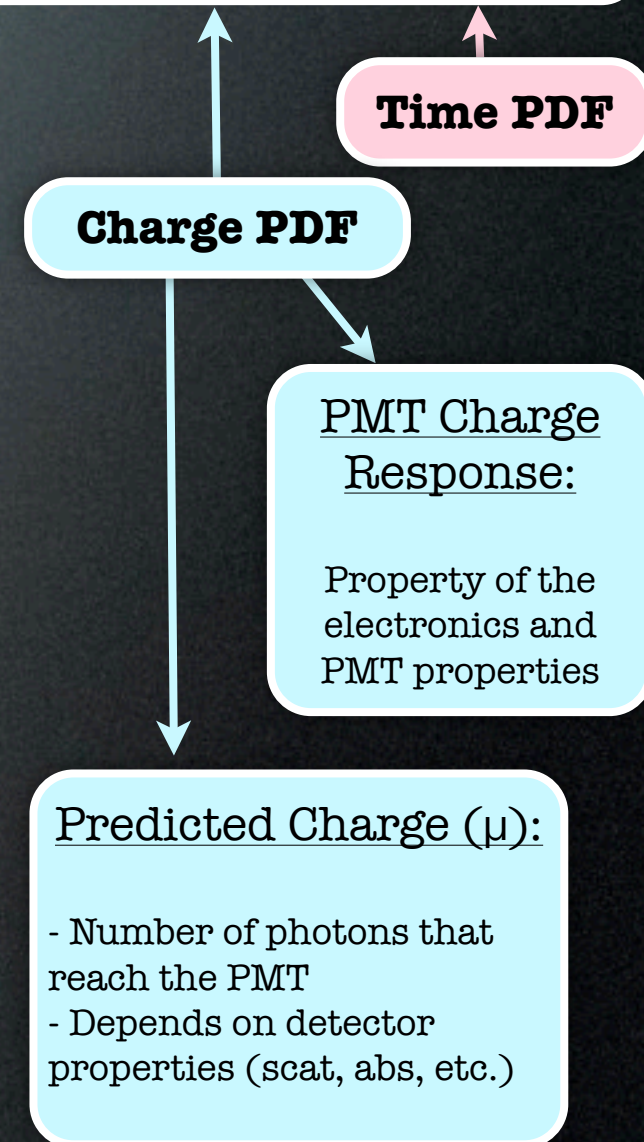 Time PDF
Charge PDF
PMT Charge
Response:
Property of the
electronics and
PMT properties
Predicted Charge (μ):
- Number of photons that
reach the PMT
- Depends on detector
properties (scat, abs, etc.)